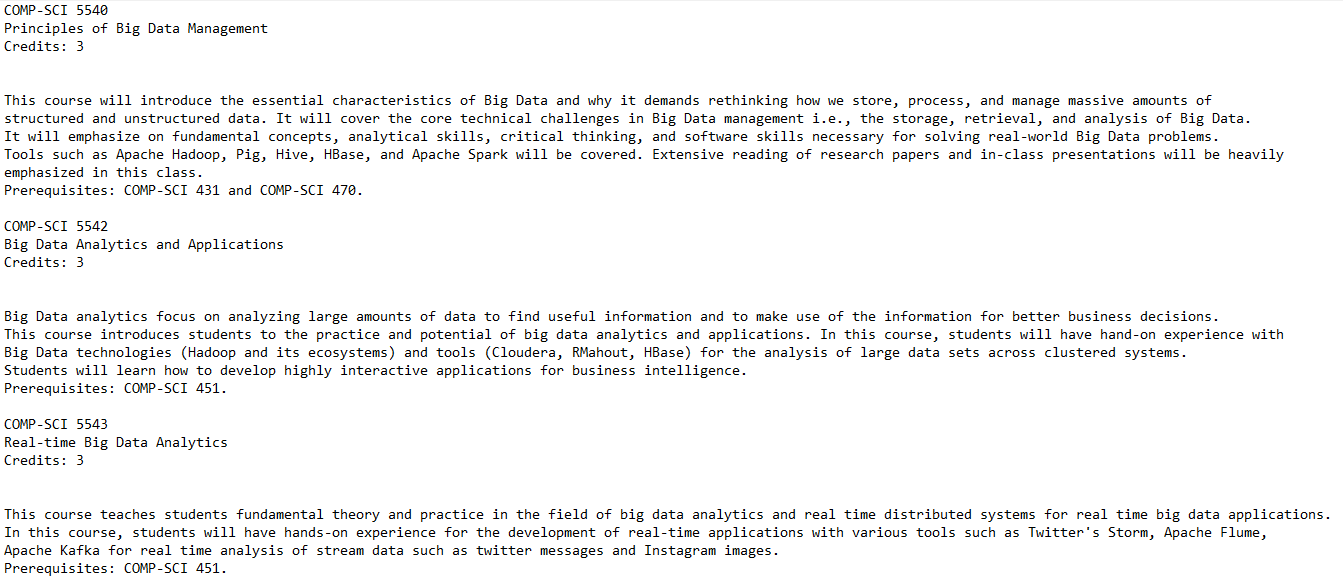 COMP-SCI 5540
Principles of Big Data Management
Credits: 3
This course will introduce the essential characteristics of Big Data and why it demands rethinking how we store, process, and manage massive amounts of
structured and unstructured data. It will cover the core technical challenges in Big Data management i.e., the storage, retrieval, and analysis of Big Data.
It will emphasize on fundamental concepts, analytical skills, critical thinking, and software skills necessary for solving real-world Big Data problems.
Tools such as Apache Hadoop, Pig, Hive, HBase, and Apache Spark will be covered. Extensive reading of research papers and in-class presentations will be heavily
emphasized in this class.
Prerequisites: COMP-SCI 431 and COMP-SCI 470.
COMP-SCI 5542
Big Data Analytics and Applications
Credits: 3
Big Data analytics focus on analyzing large amounts of data to find useful information and to make use of the information for better business decisions.
This course introduces students to the practice and potential of big data analytics and applications. In this course, students will have hand-on experience with
Big Data technologies (Hadoop and its ecosystems) and tools (Cloudera, RMahout, HBase) for the analysis of large data sets across clustered systems.
Students will learn how to develop highly interactive applications for business intelligence.
Prerequisites: COMP-SCI 451.
COMP-SCI 5543
Real-time Big Data Analytics
Credits: 3
This course teaches students fundamental theory and practice in the field of big data analytics and real time distributed systems for real time big data applications.
In this course, students will have hands-on experience for the development of real-time applications with various tools such as Twitter's Storm, Apache Flume,
Apache Kafka for real time analysis of stream data such as twitter messages and Instagram images.
Prerequisites: COMP-SCI 451.